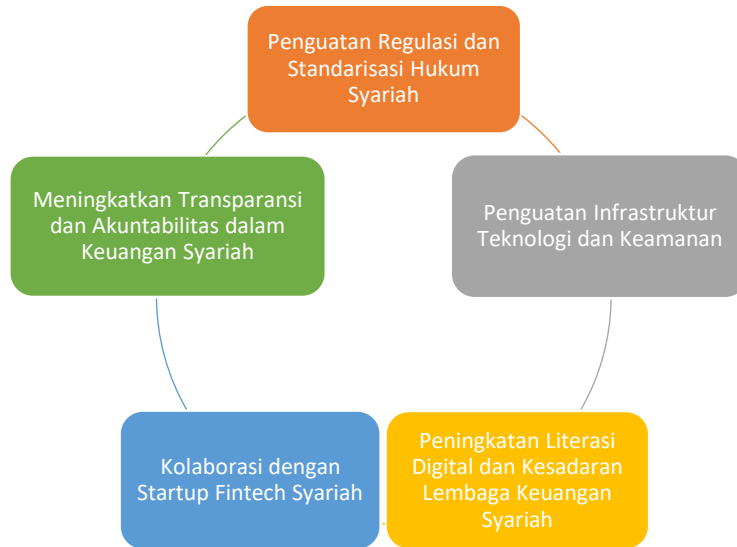 Penguatan Regulasi dan
Standarisasi Hukum
Syariah
Penguatan Infrastruktur
Teknologi dan Keamanan
Peningkatan Literasi
Digital dan Kesadaran
Lembaga Keuangan
Syariah
Kolaborasi dengan
Startup Fintech Syariah
Meningkatkan Transparansi
dan Akuntabilitas dalam
Keuangan Syariah